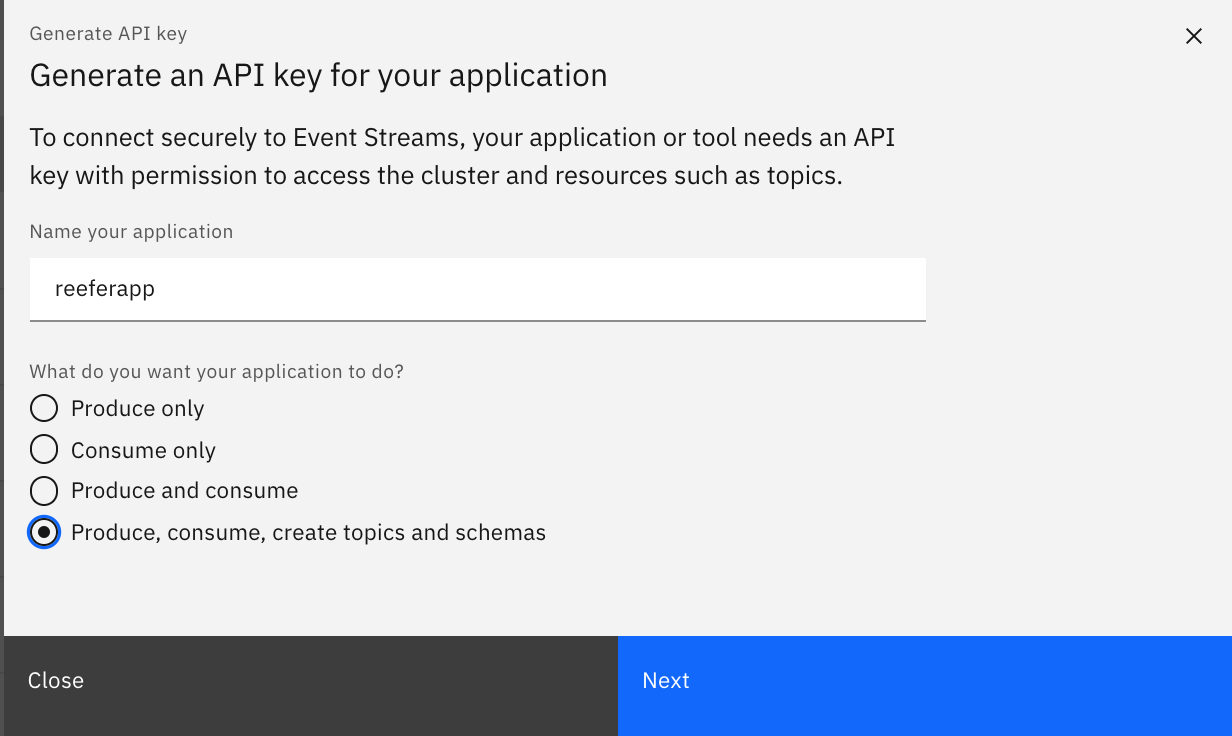 Generate API key
Generate an API key for your application
To connect securely to Event Streams, your application or tool needs an API
key with permission to access the cluster and resources such as topics.
Name your application
reeferapp
What do you want your application to do?
Produce only
Consume only
Produce and consume
Produce, consume, create topics and schemas
Close
Next